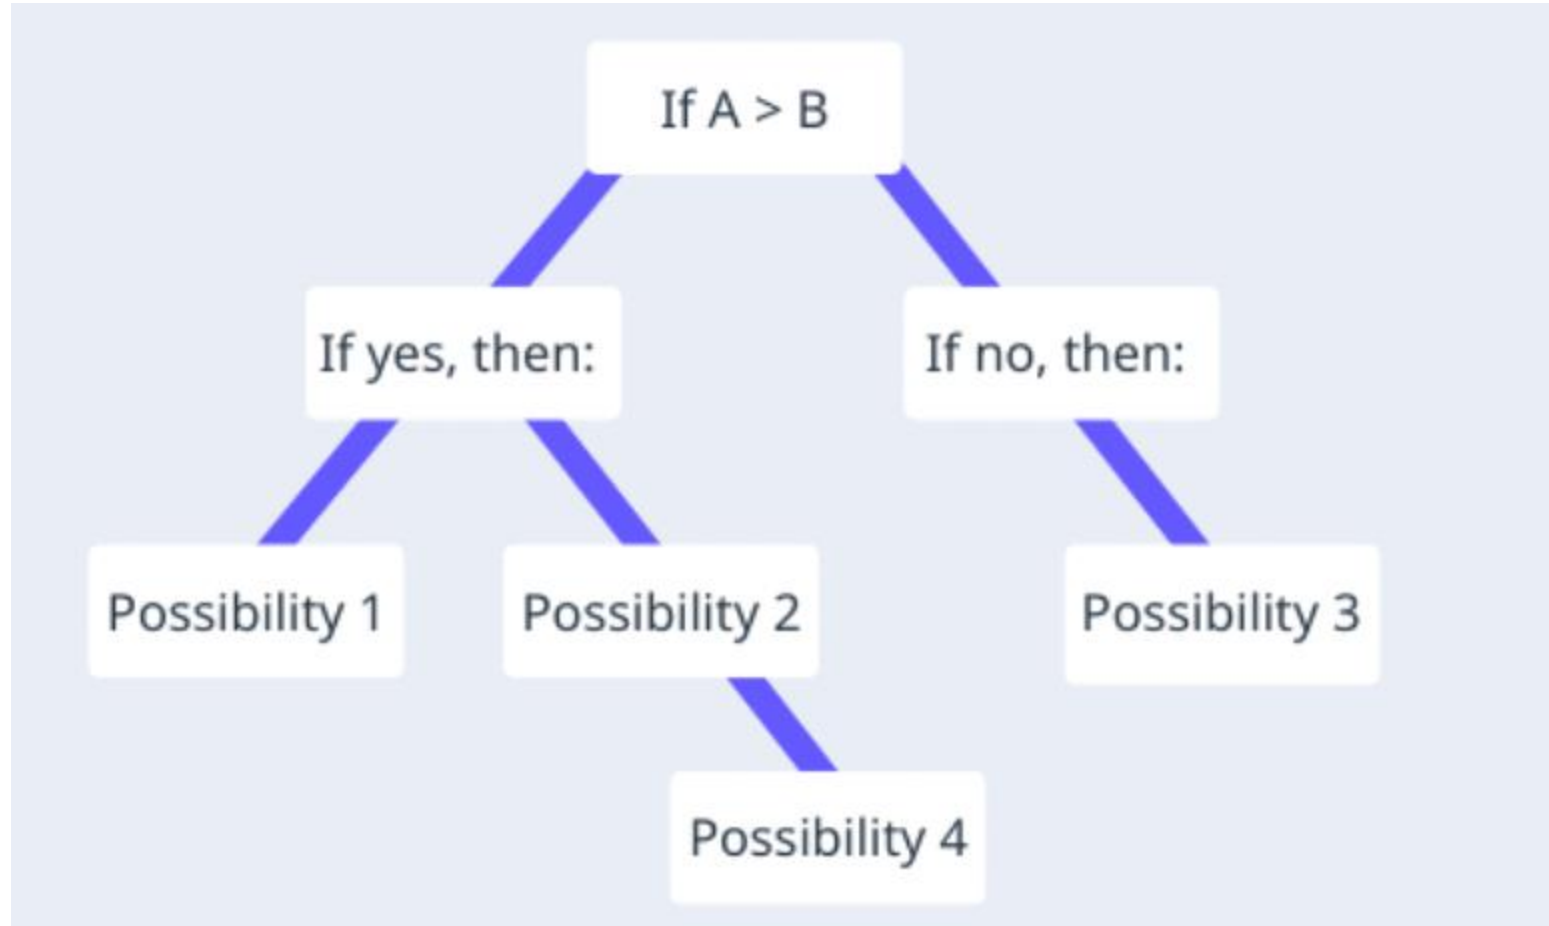 If A > B
If yes, then:
If no, then:
Possibility 1
Possibility 2
Possibility 3
Possibility 4